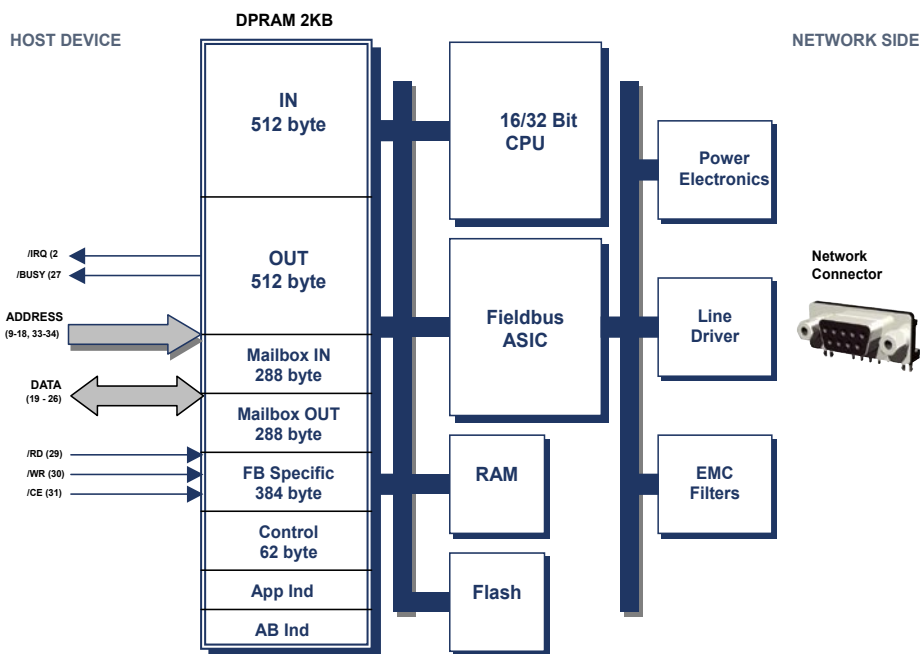 DPRAM 2KB
HOST DEVICE
NETWORK SIDE
IN
512 byte
16/32 Bit
CPU
Power
Electronics
/IRQ (2
/BUSY (27
OUT
512 byte
Network
Connector
ADDRESS
(9-18, 33-34)
Fieldbus
ASIC
Line
Driver
Mailbox IN
288 byte
DATA
(19 - 26)
Mailbox OUT
288 byte
/RD (29)
/WR (30)
/CE (31)
FB Specific
384 byte
RAM
EMC
Filters
Control
62 byte
App Ind
Flash
AB Ind